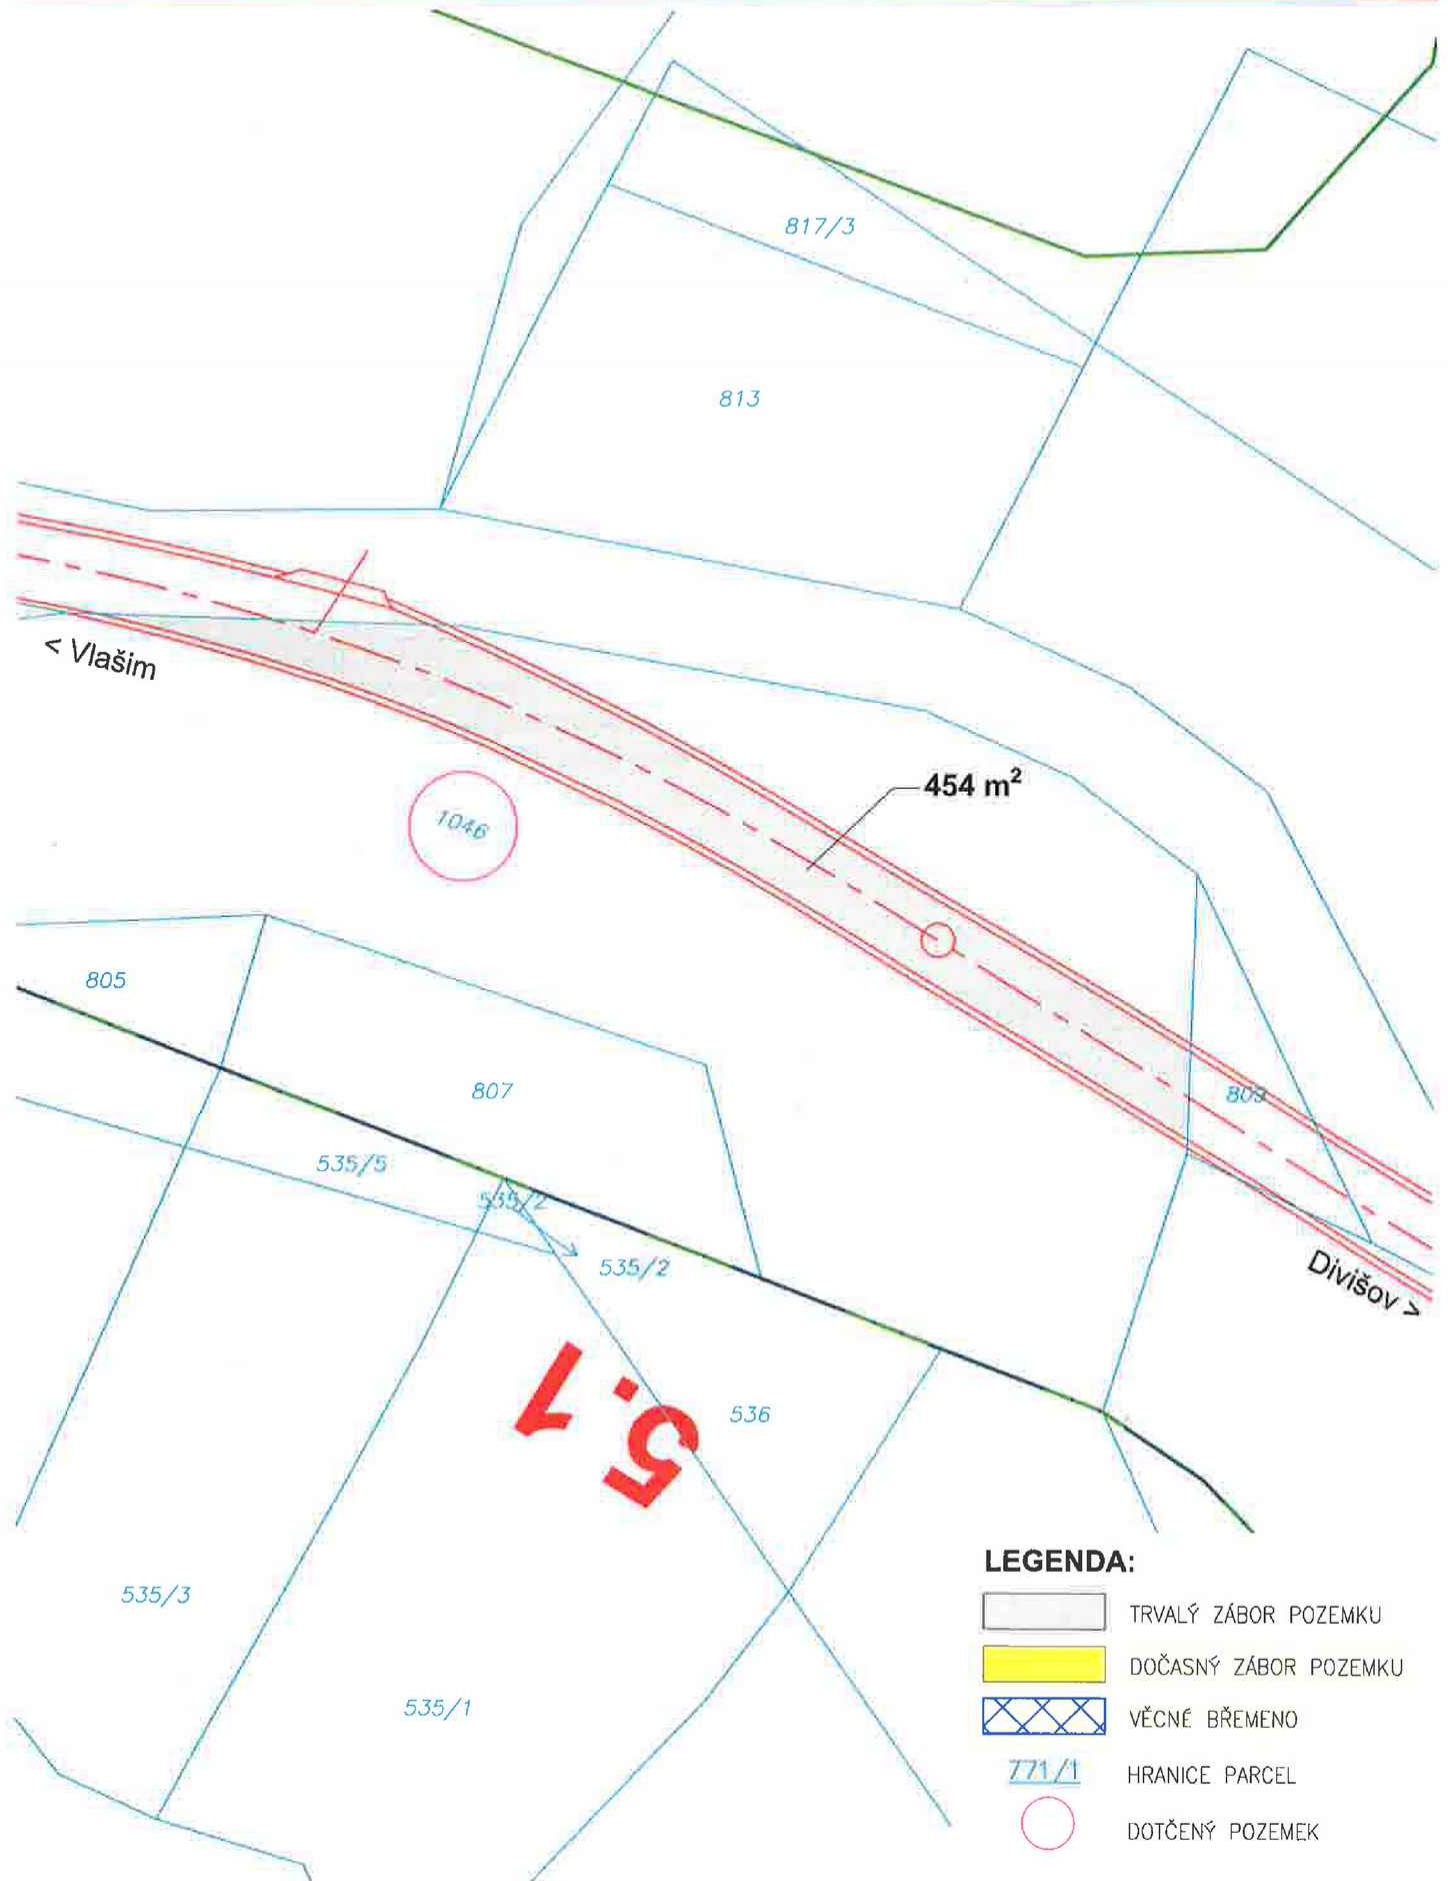 817/3
813
< Vlašim
454 m²
1046
805
807
809
535/5
535/2
535/2
Divišov >
5.1
536
535/3
535/1
LEGENDA:
TRVALÝ ZÁBOR POZEMKU
DOČASNÝ ZÁBOR POZEMKU
VĚCNÉ BŘEMENO
771/1 HRANICE PARCEL
DOTČENÝ POZEMEK